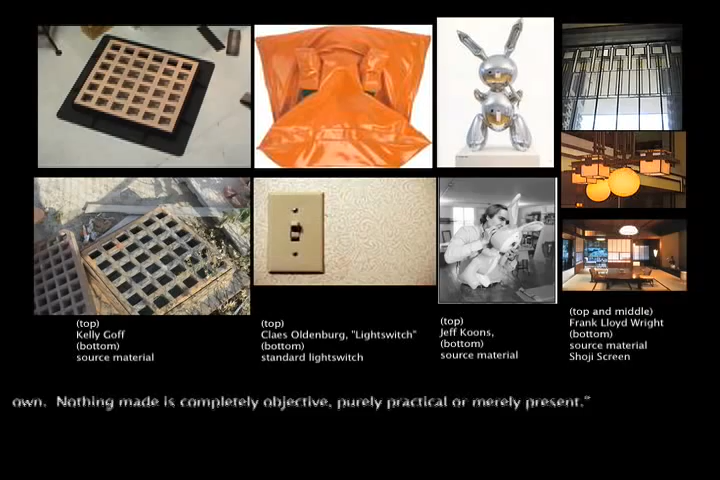 (top)
Kelly Goff
(bottom)
source material
(top)
Claes Oldenburg, "Lightswitch"
(bottom)
standard lightswitch
(top)
Jeff Koons,
(bottom)
source material
(top and middle)
Frank Lloyd Wright
(bottom)
source material
Shoji Screen
own. Nothing made is completely objective, purely practical or merely present."